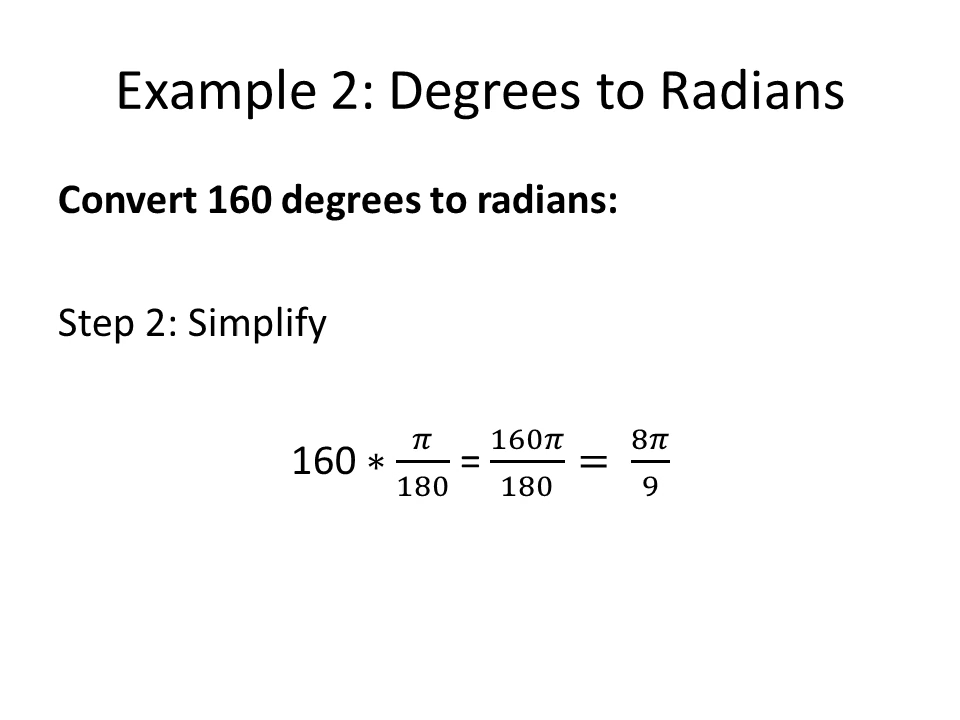 Example 2: Degrees to Radians
Convert 160 degrees to radians:
Step 2: Simplify
160 ∗ 𝜋/180 = 160𝜋/180 = 8𝜋/9